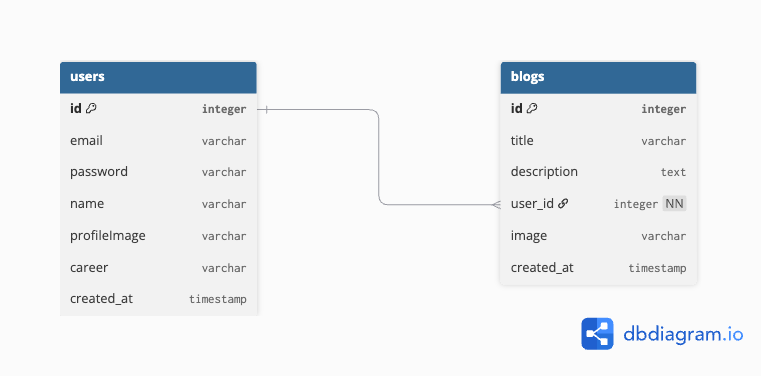 users
id integer
email varchar
password varchar
name varchar
profileImage varchar
career varchar
created_at timestamp
blogs
id integer
title varchar
description text
user_id integer NN
image varchar
created_at timestamp
dbdiagram.io